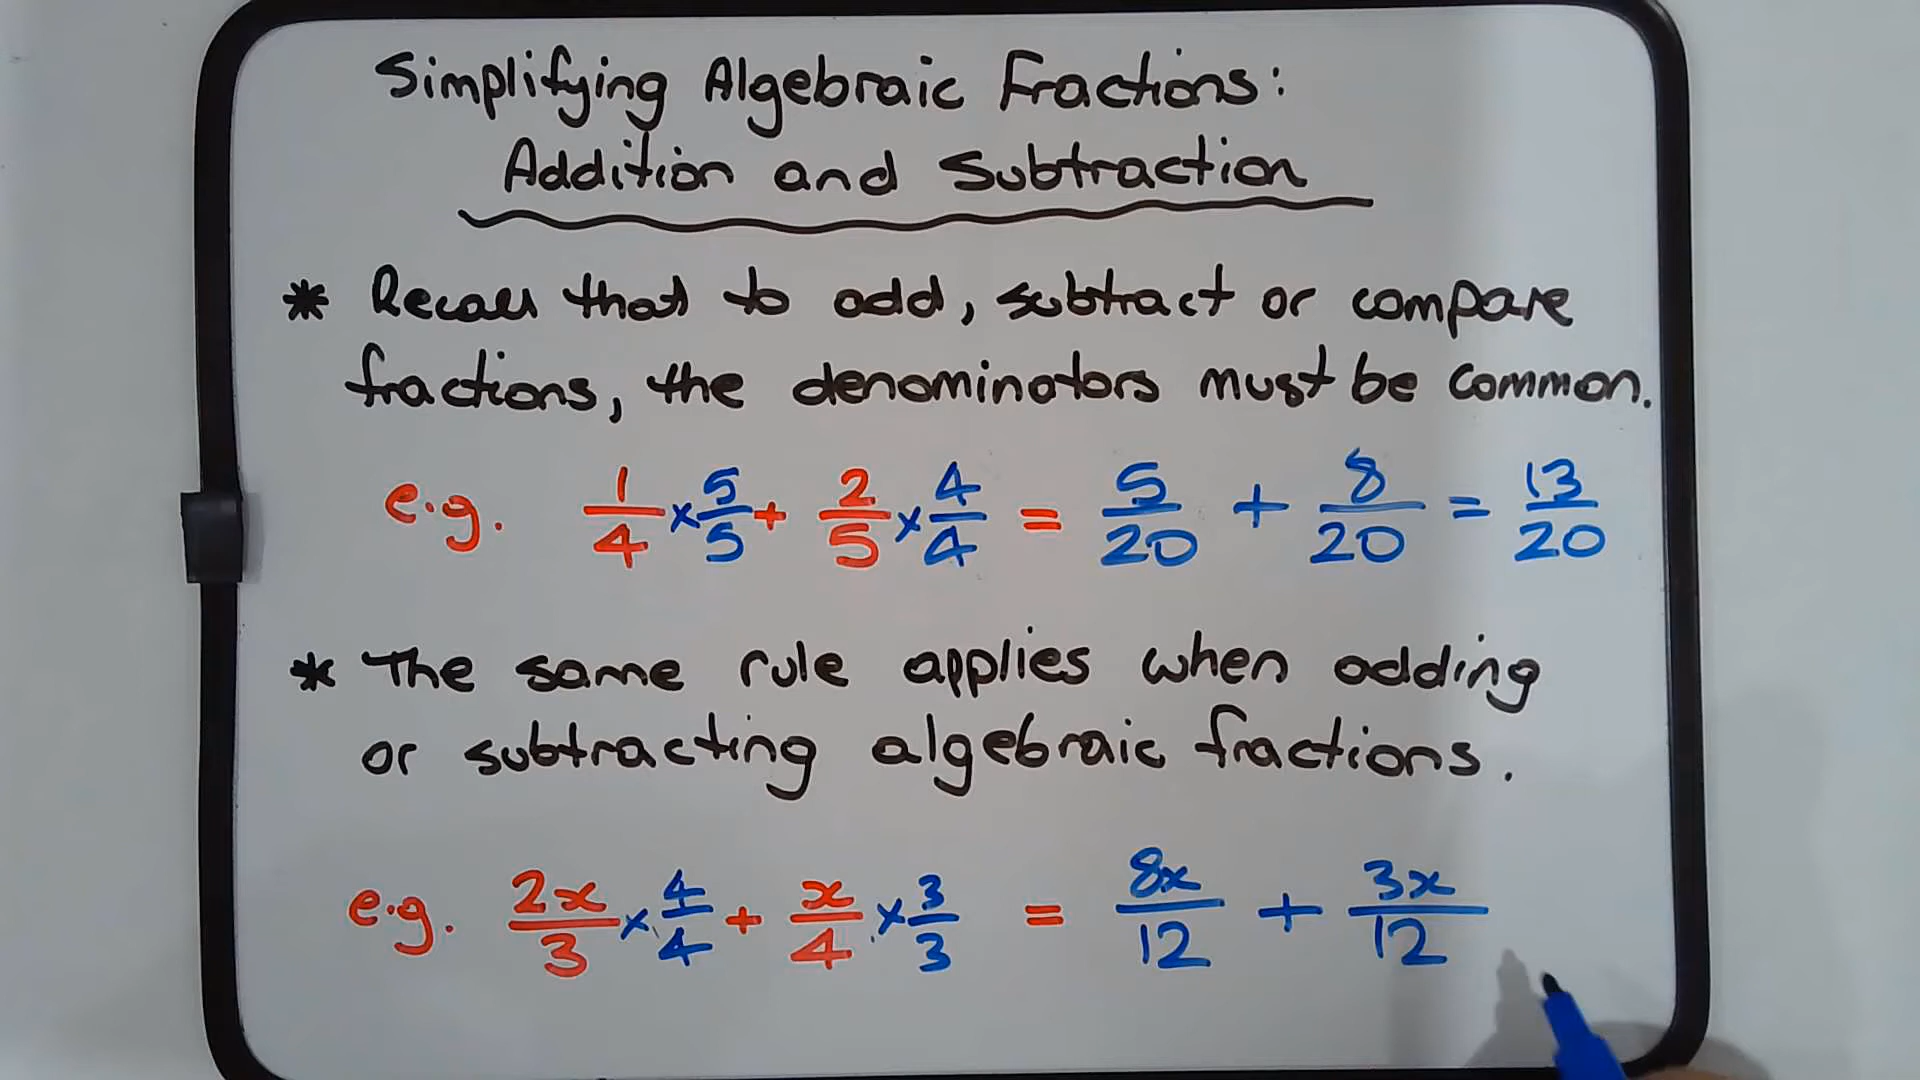 Simplifying Algebraic Fractions:
Addition and Subtraction
* Recall that to add, subtract or compare
fractions, the denominators must be common.
e.g. 1/4 × 5/5 + 2/5 × 4/4 = 5/20 + 8/20 = 13/20
* The same rule applies when adding
or subtracting algebraic fractions.
e.g. 2x/3 × 4/4 + x/4 × 3/3 = 8x/12 + 3x/12